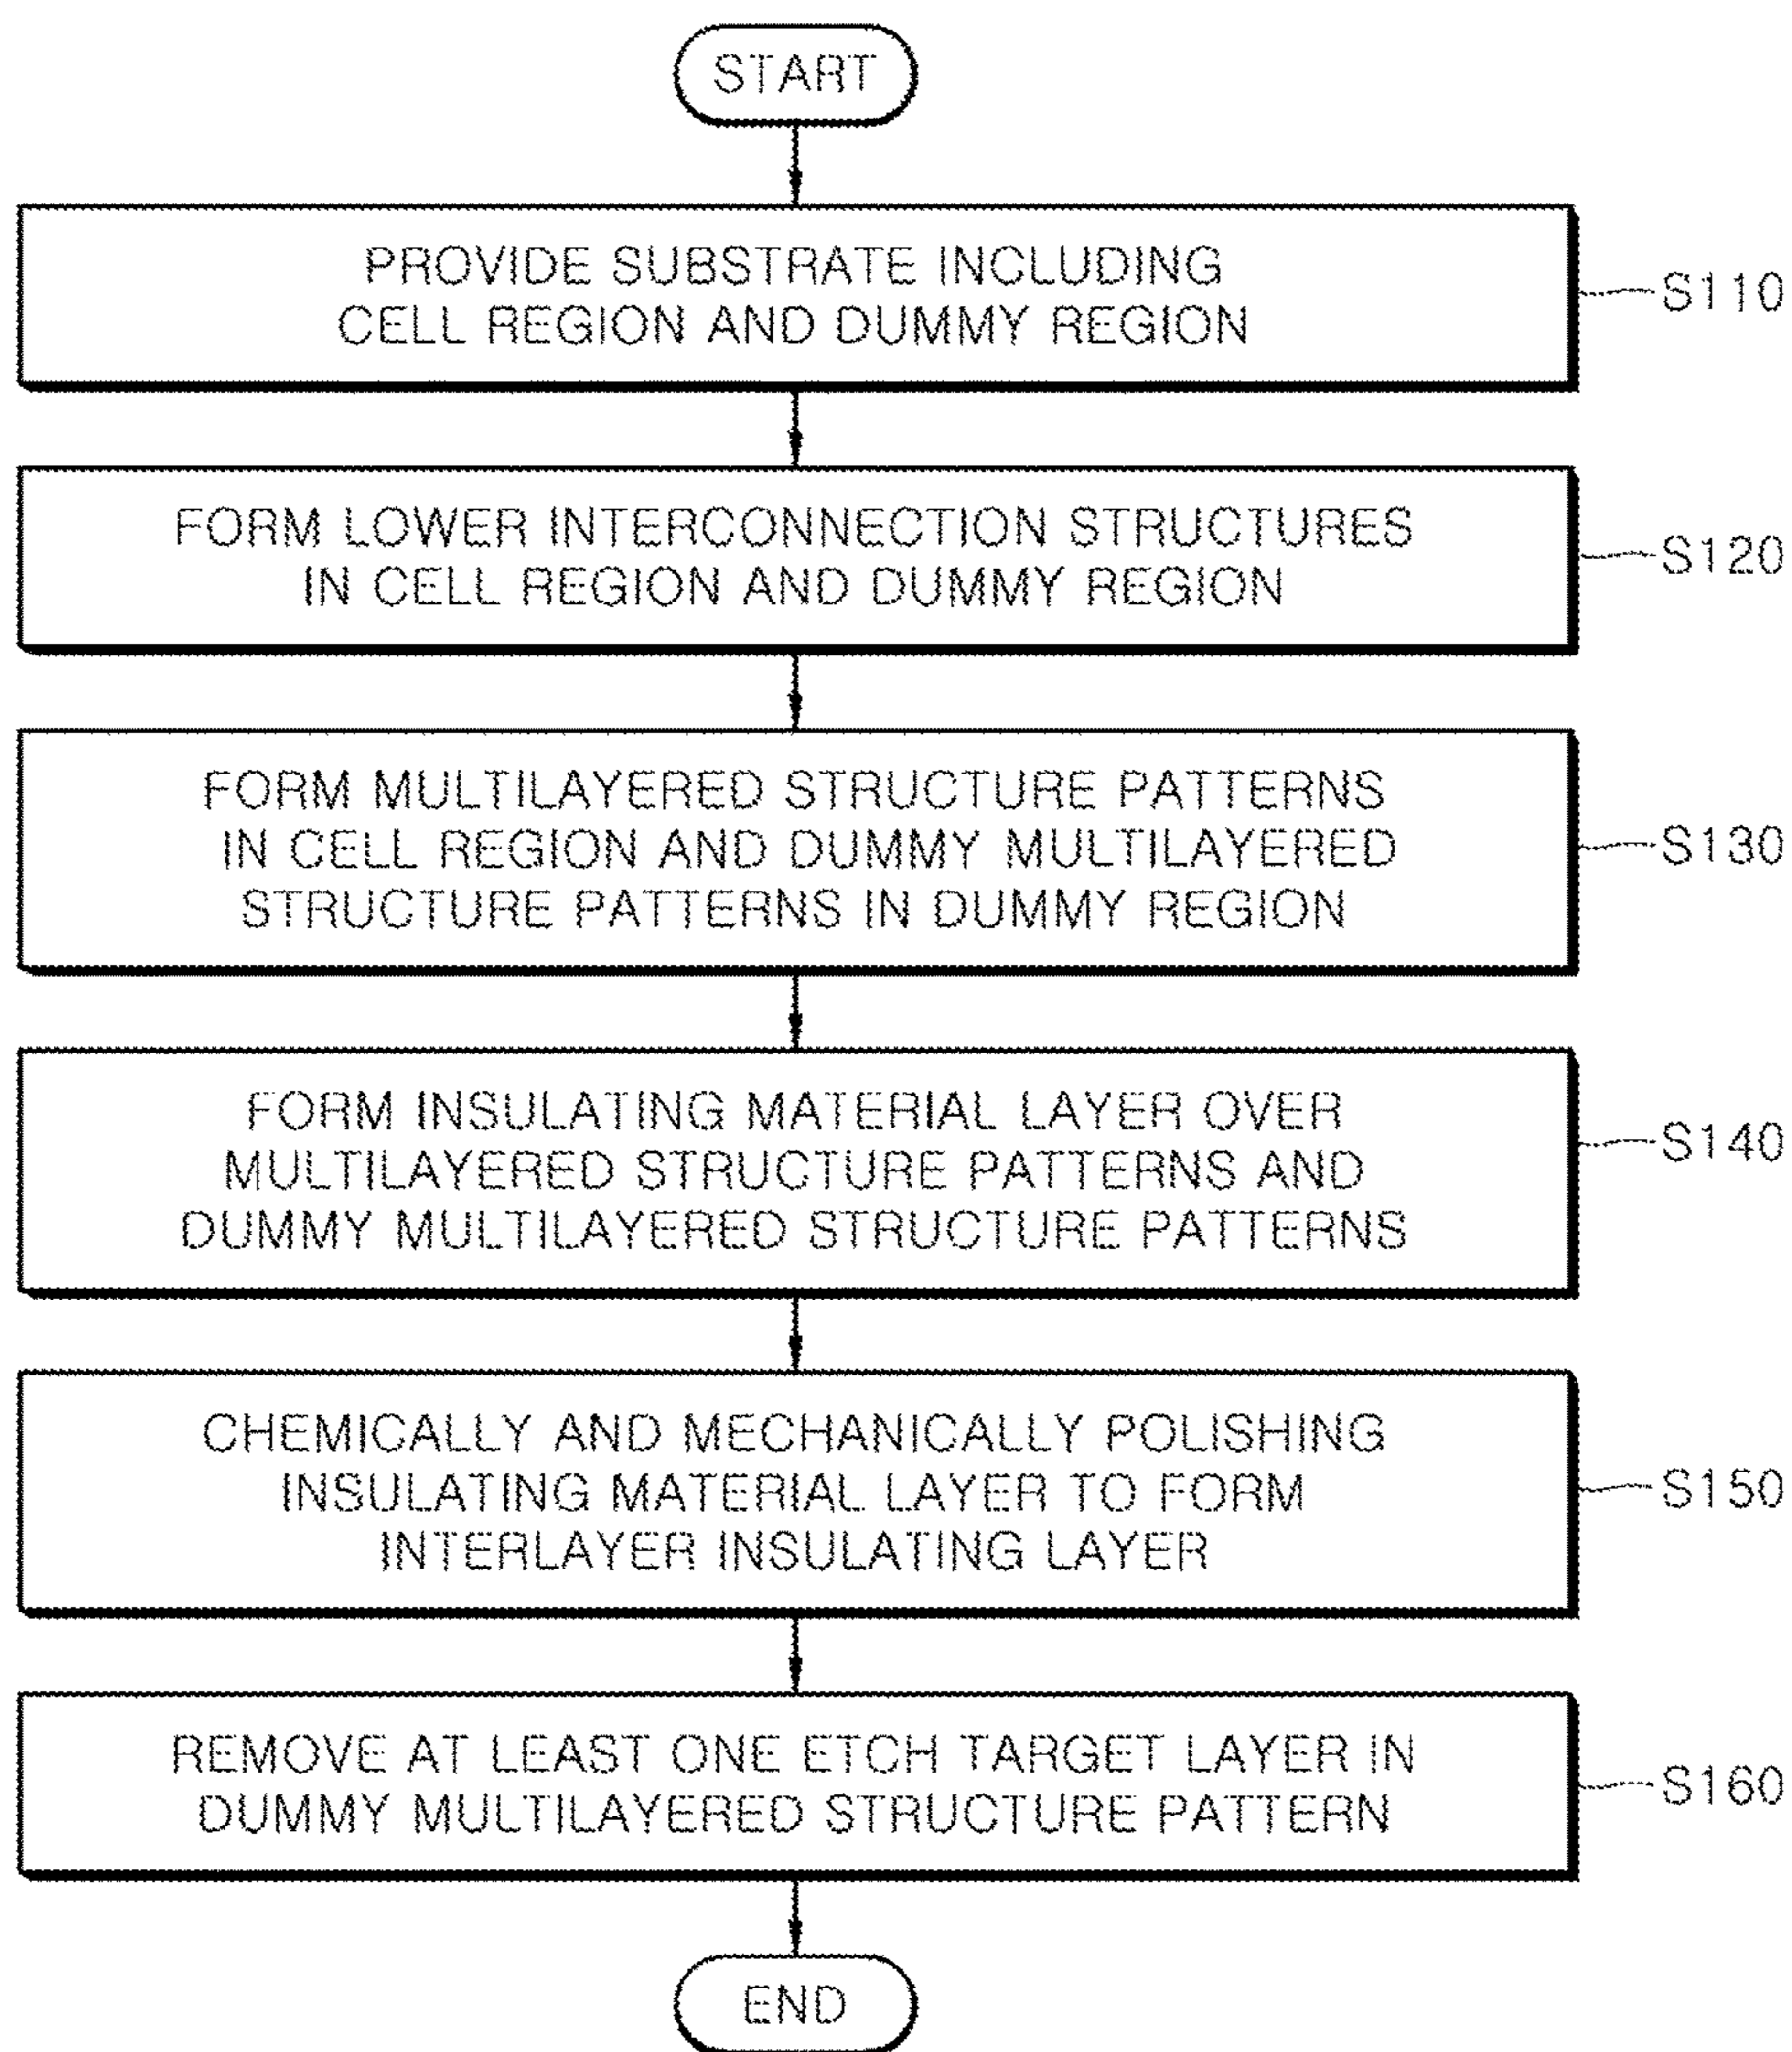 START
PROVIDE SUBSTRATE INCLUDING
CELL REGION AND DUMMY REGION
S110
FORM LOWER INTERCONNECTION STRUCTURES
IN CELL REGION AND DUMMY REGION
S120
FORM MULTILAYERED STRUCTURE PATTERNS
IN CELL REGION AND DUMMY MULTILAYERED
STRUCTURE PATTERNS IN DUMMY REGION
S130
FORM INSULATING MATERIAL LAYER OVER
MULTILAYERED STRUCTURE PATTERNS AND
DUMMY MULTILAYERED STRUCTURE PATTERNS
S140
CHEMICALLY AND MECHANICALLY POLISHING
INSULATING MATERIAL LAYER TO FORM
INTERLAYER INSULATING LAYER
S150
REMOVE AT LEAST ONE ETCH TARGET LAYER IN
DUMMY MULTILAYERED STRUCTURE PATTERN
S160
END